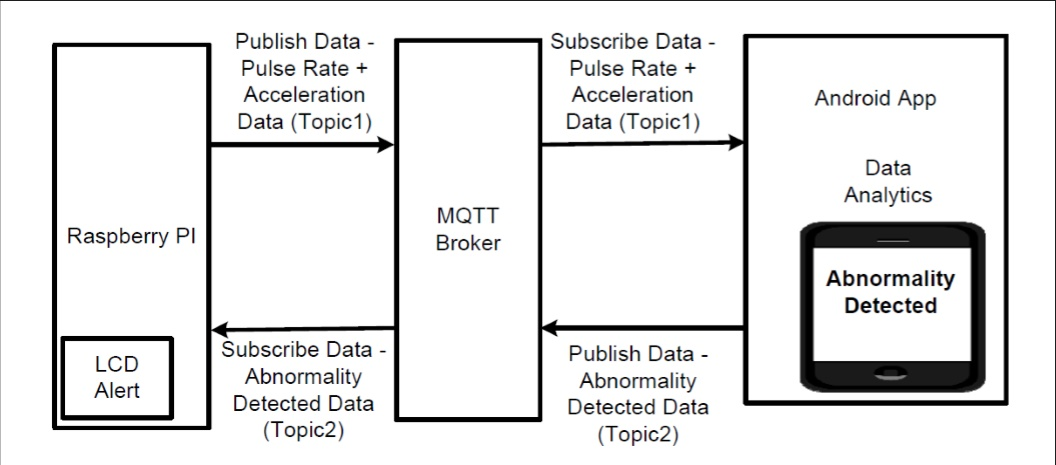 Publish Data -
Pulse Rate +
Acceleration
Data (Topic1)
Subscribe Data -
Pulse Rate +
Acceleration
Data (Topic1)
Android App
Data
Analytics
Raspberry PI
MQTT
Broker
Abnormality
Detected
LCD
Alert
Subscribe Data -
Abnormality
Detected Data
(Topic2)
Publish Data -
Abnormality
Detected Data
(Topic2)